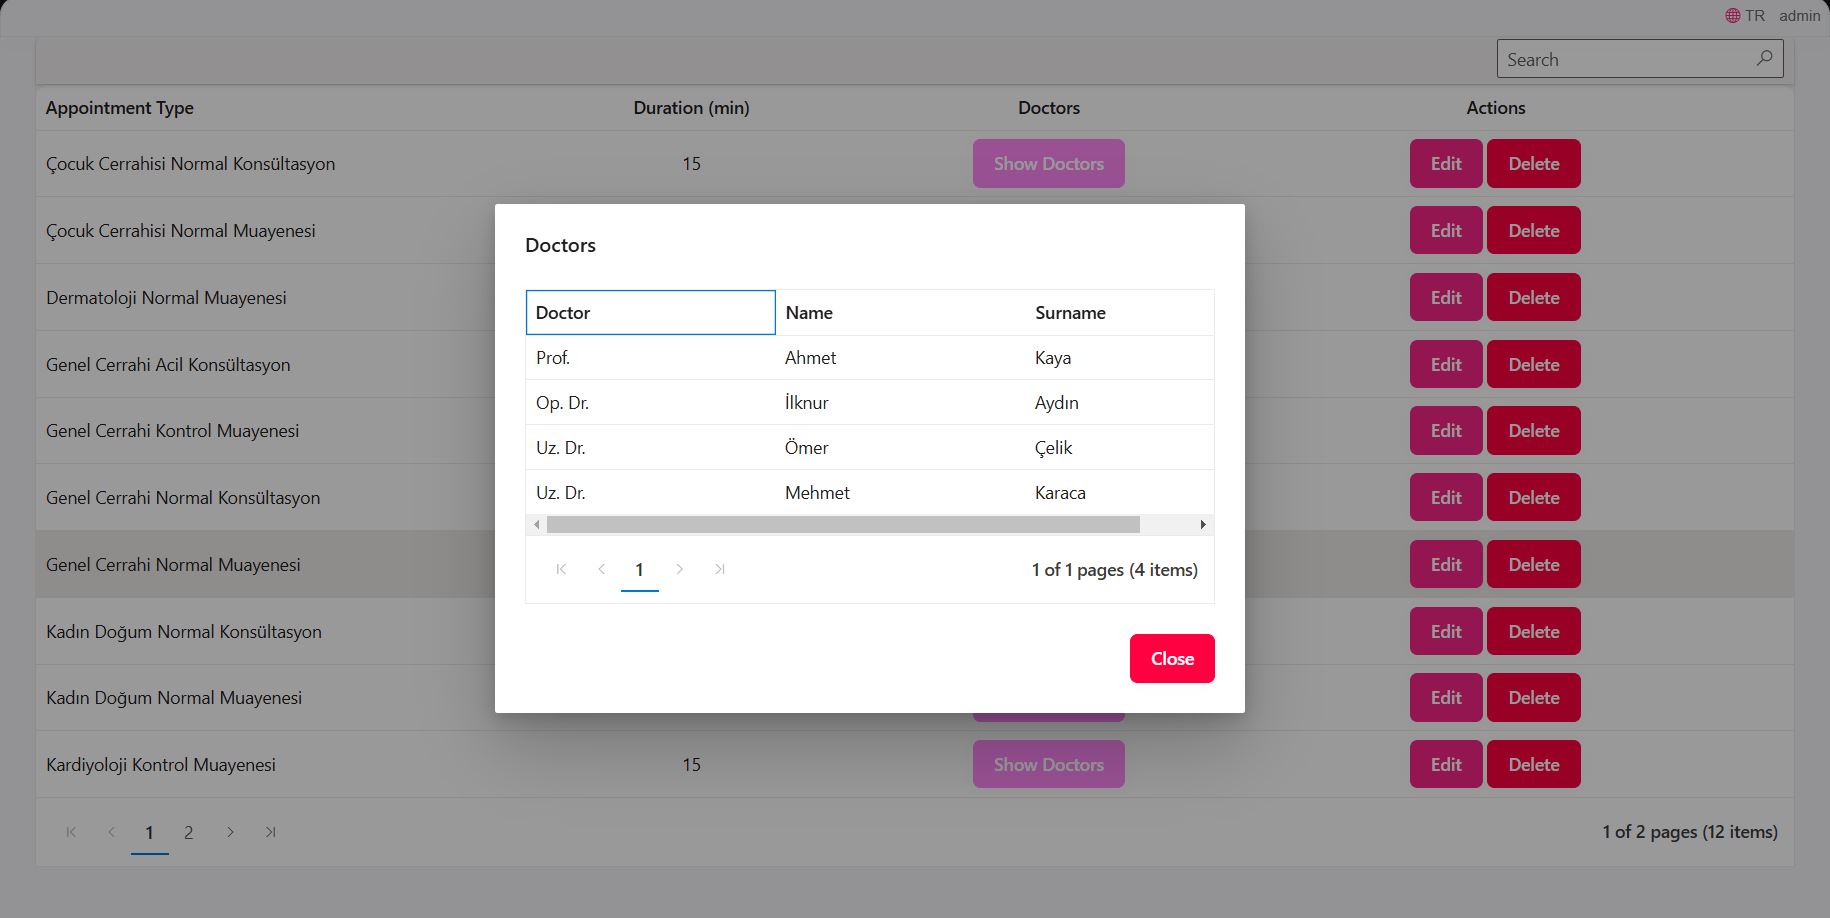 TR admin
Search
Appointment Type Duration (min) Doctors Actions
Çocuk Cerrahisi Normal Konsültasyon 15 Show Doctors Edit Delete
Çocuk Cerrahisi Normal Muayenesi Edit Delete
Dermatoloji Normal Muayenesi Edit Delete
Genel Cerrahi Acil Konsültasyon Edit Delete
Genel Cerrahi Kontrol Muayenesi Edit Delete
Genel Cerrahi Normal Konsültasyon Edit Delete
Genel Cerrahi Normal Muayenesi Edit Delete
Kadın Doğum Normal Konsültasyon Edit Delete
Kadın Doğum Normal Muayenesi Edit Delete
Kardiyoloji Kontrol Muayenesi 15 Show Doctors Edit Delete
1 2 1 of 2 pages (12 items)
Doctors
Doctor Name Surname
Prof. Ahmet Kaya
Op. Dr. İlknur Aydın
Uz. Dr. Ömer Çelik
Uz. Dr. Mehmet Karaca
1 1 of 1 pages (4 items)
Close